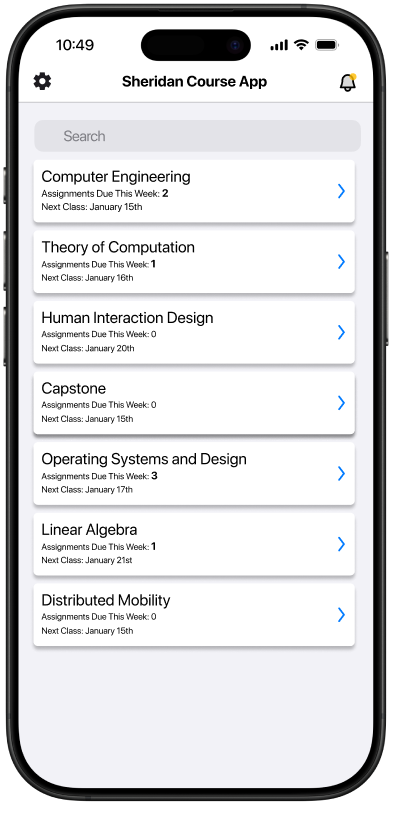 10:49
Sheridan Course App
Search
Computer Engineering
Assignments Due This Week: 2
Next Class: January 15th
Theory of Computation
Assignments Due This Week: 1
Next Class: January 16th
Human Interaction Design
Assignments Due This Week: 0
Next Class: January 20th
Capstone
Assignments Due This Week: 0
Next Class: January 15th
Operating Systems and Design
Assignments Due This Week: 3
Next Class: January 17th
Linear Algebra
Assignments Due This Week: 1
Next Class: January 21st
Distributed Mobility
Assignments Due This Week: 0
Next Class: January 15th